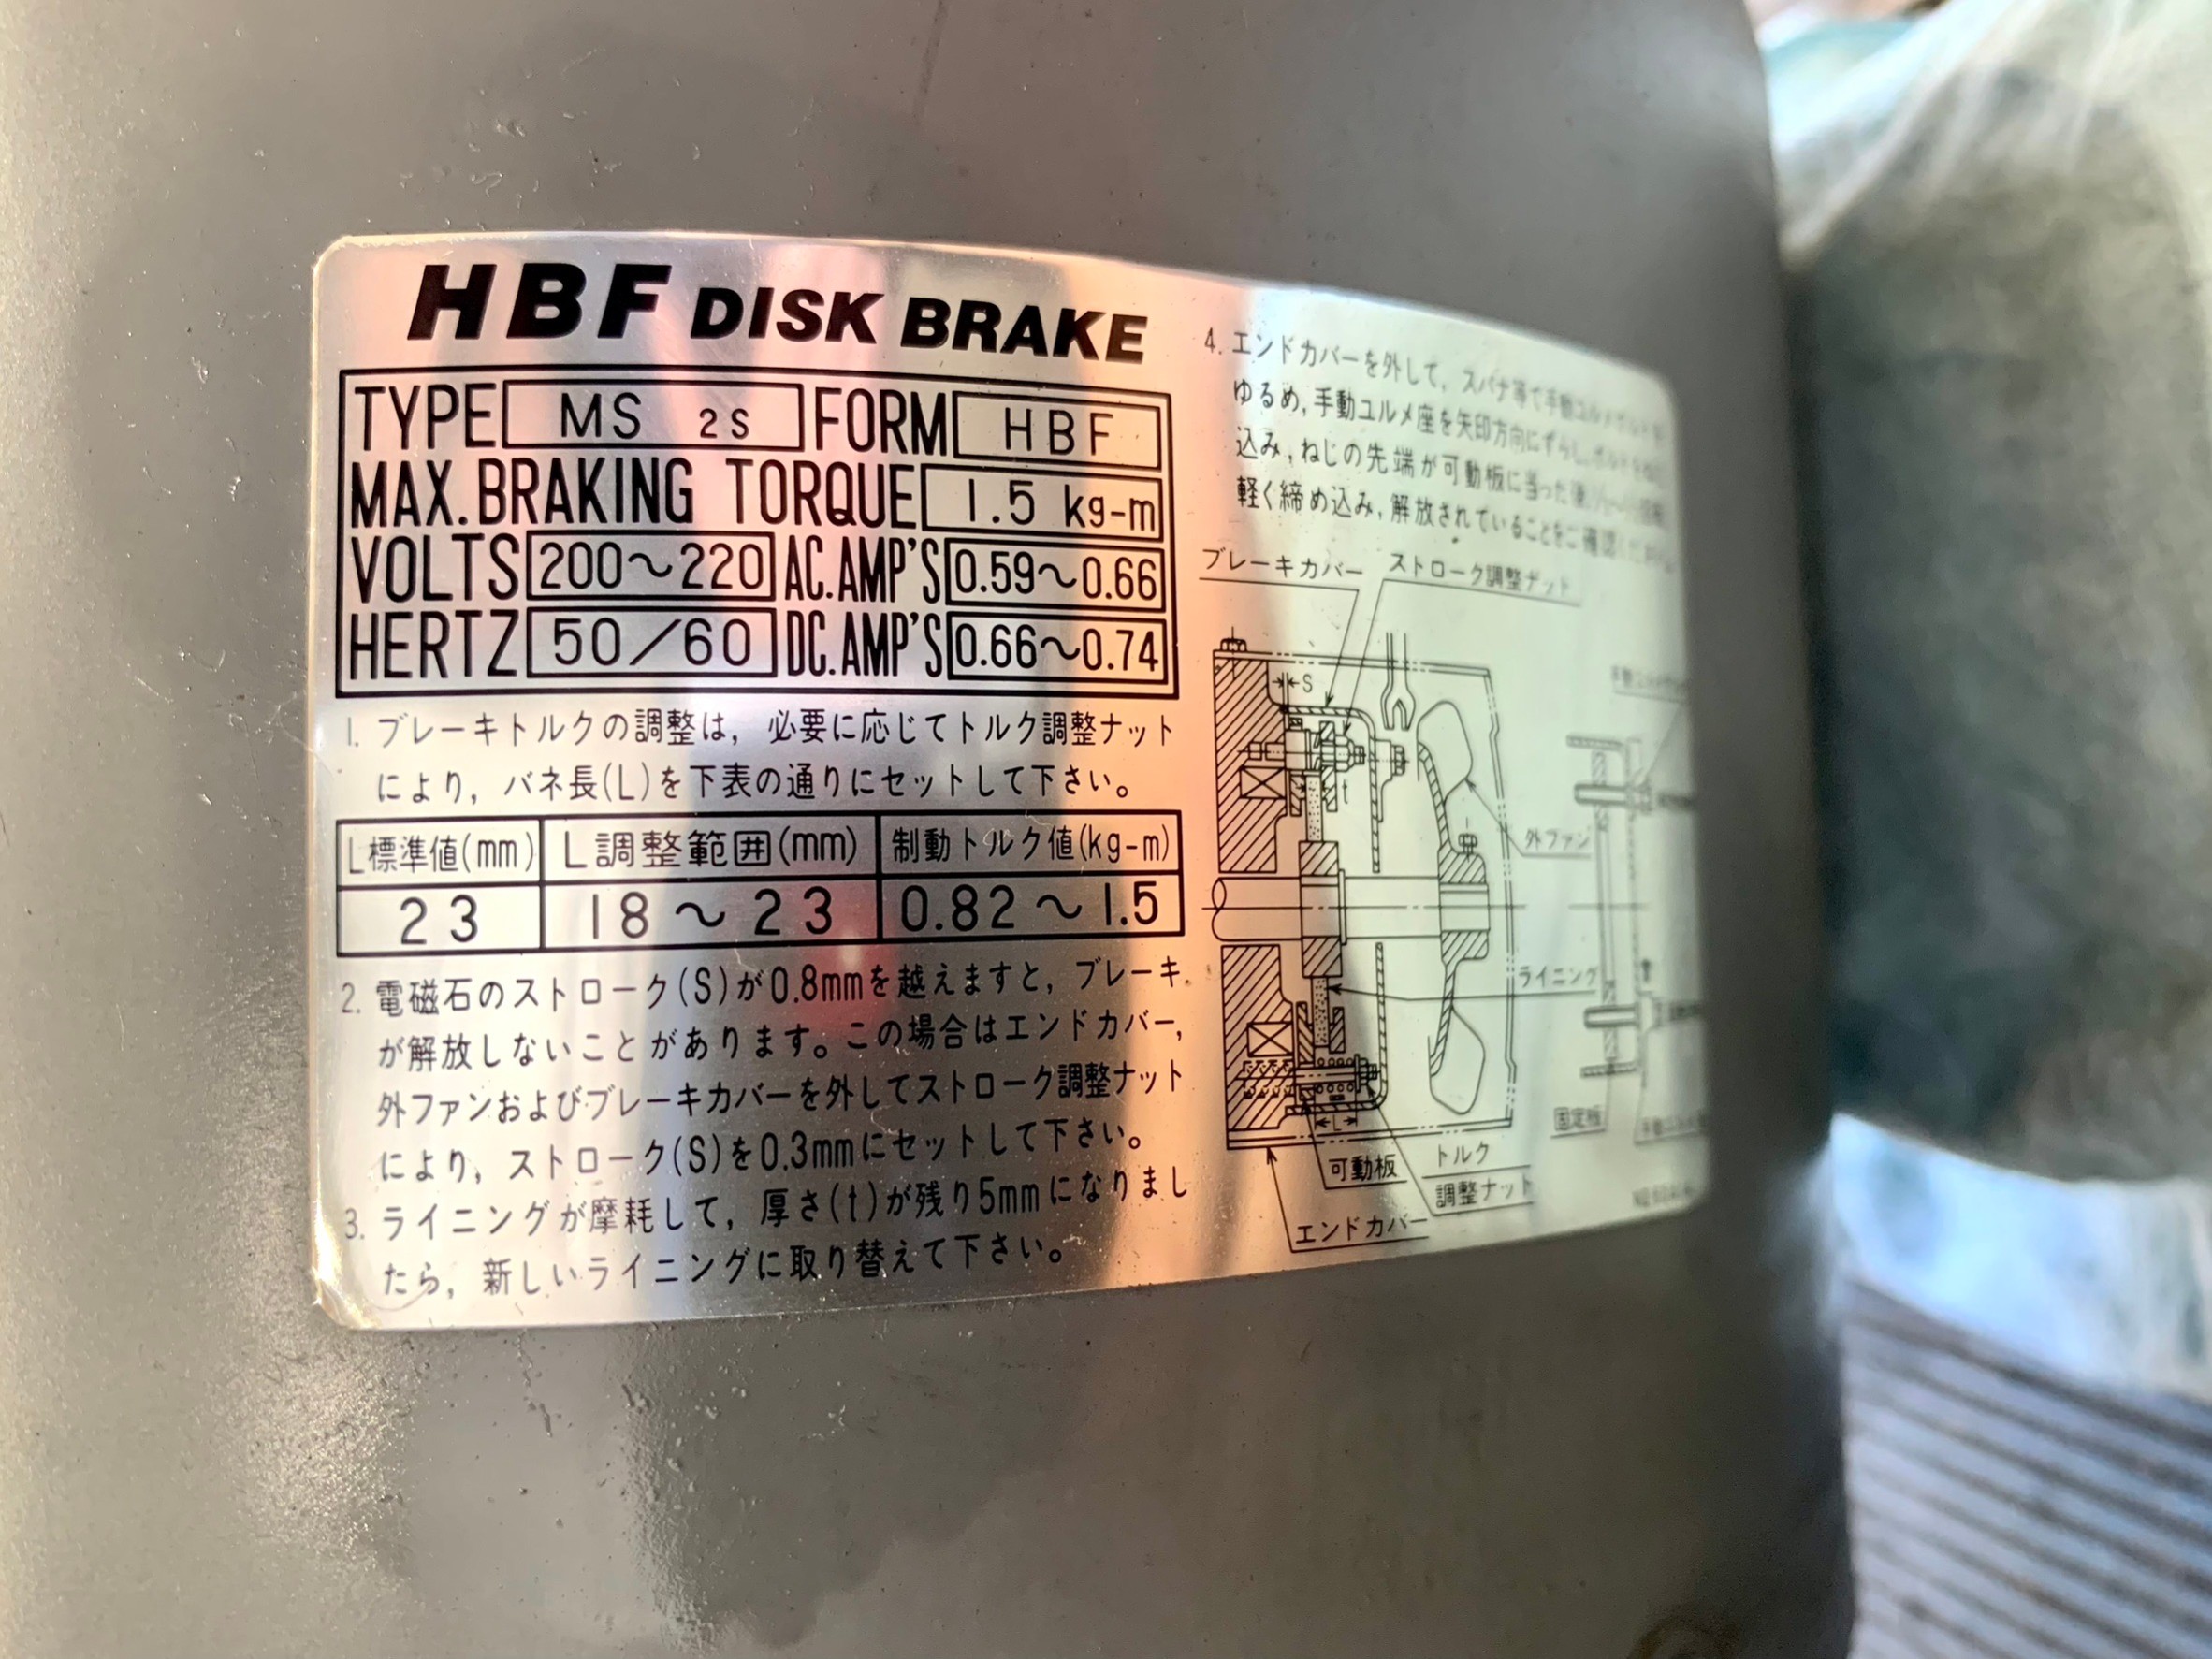 HBF DISK BRAKE
TYPE MS 2S FORM HBF
MAX. BRAKING TORQUE 1.5 kg-m
VOLTS 200～220 AC. AMP'S 0.59～0.66
HERTZ 50/60 DC. AMP'S 0.66～0.74
1. ブレーキトルクの調整は, 必要に応じてトルク調整ナット
により, バネ長(L)を下表の通りにセットして下さい。
L標準値(mm) L調整範囲(mm) 制動トルク値(kg-m)
23 18～23 0.82～1.5
2. 電磁石のストローク(S)が0.8mmを越えますと, ブレーキ
が解放しないことがあります。この場合はエンドカバー,
外ファンおよびブレーキカバーを外してストローク調整ナット
により, ストローク(S)を0.3mmにセットして下さい。
3. ライニングが摩耗して, 厚さ(t)が残り5mmになりまし
たら, 新しいライニングに取り替えて下さい。
4. エンドカバーを外して, スパナ等で手動ユルメボルトを
ゆるめ, 手動ユルメ座を矢印方向にずらし, ボルトをねじ
込み, ねじの先端が可動板に当った後,
軽く締め込み, 解放されていることをご確認ください
ブレーキカバー ストローク調整ナット
S
t
外ファン
ライニング
L
固定板
可動板
トルク
調整ナット
エンドカバー